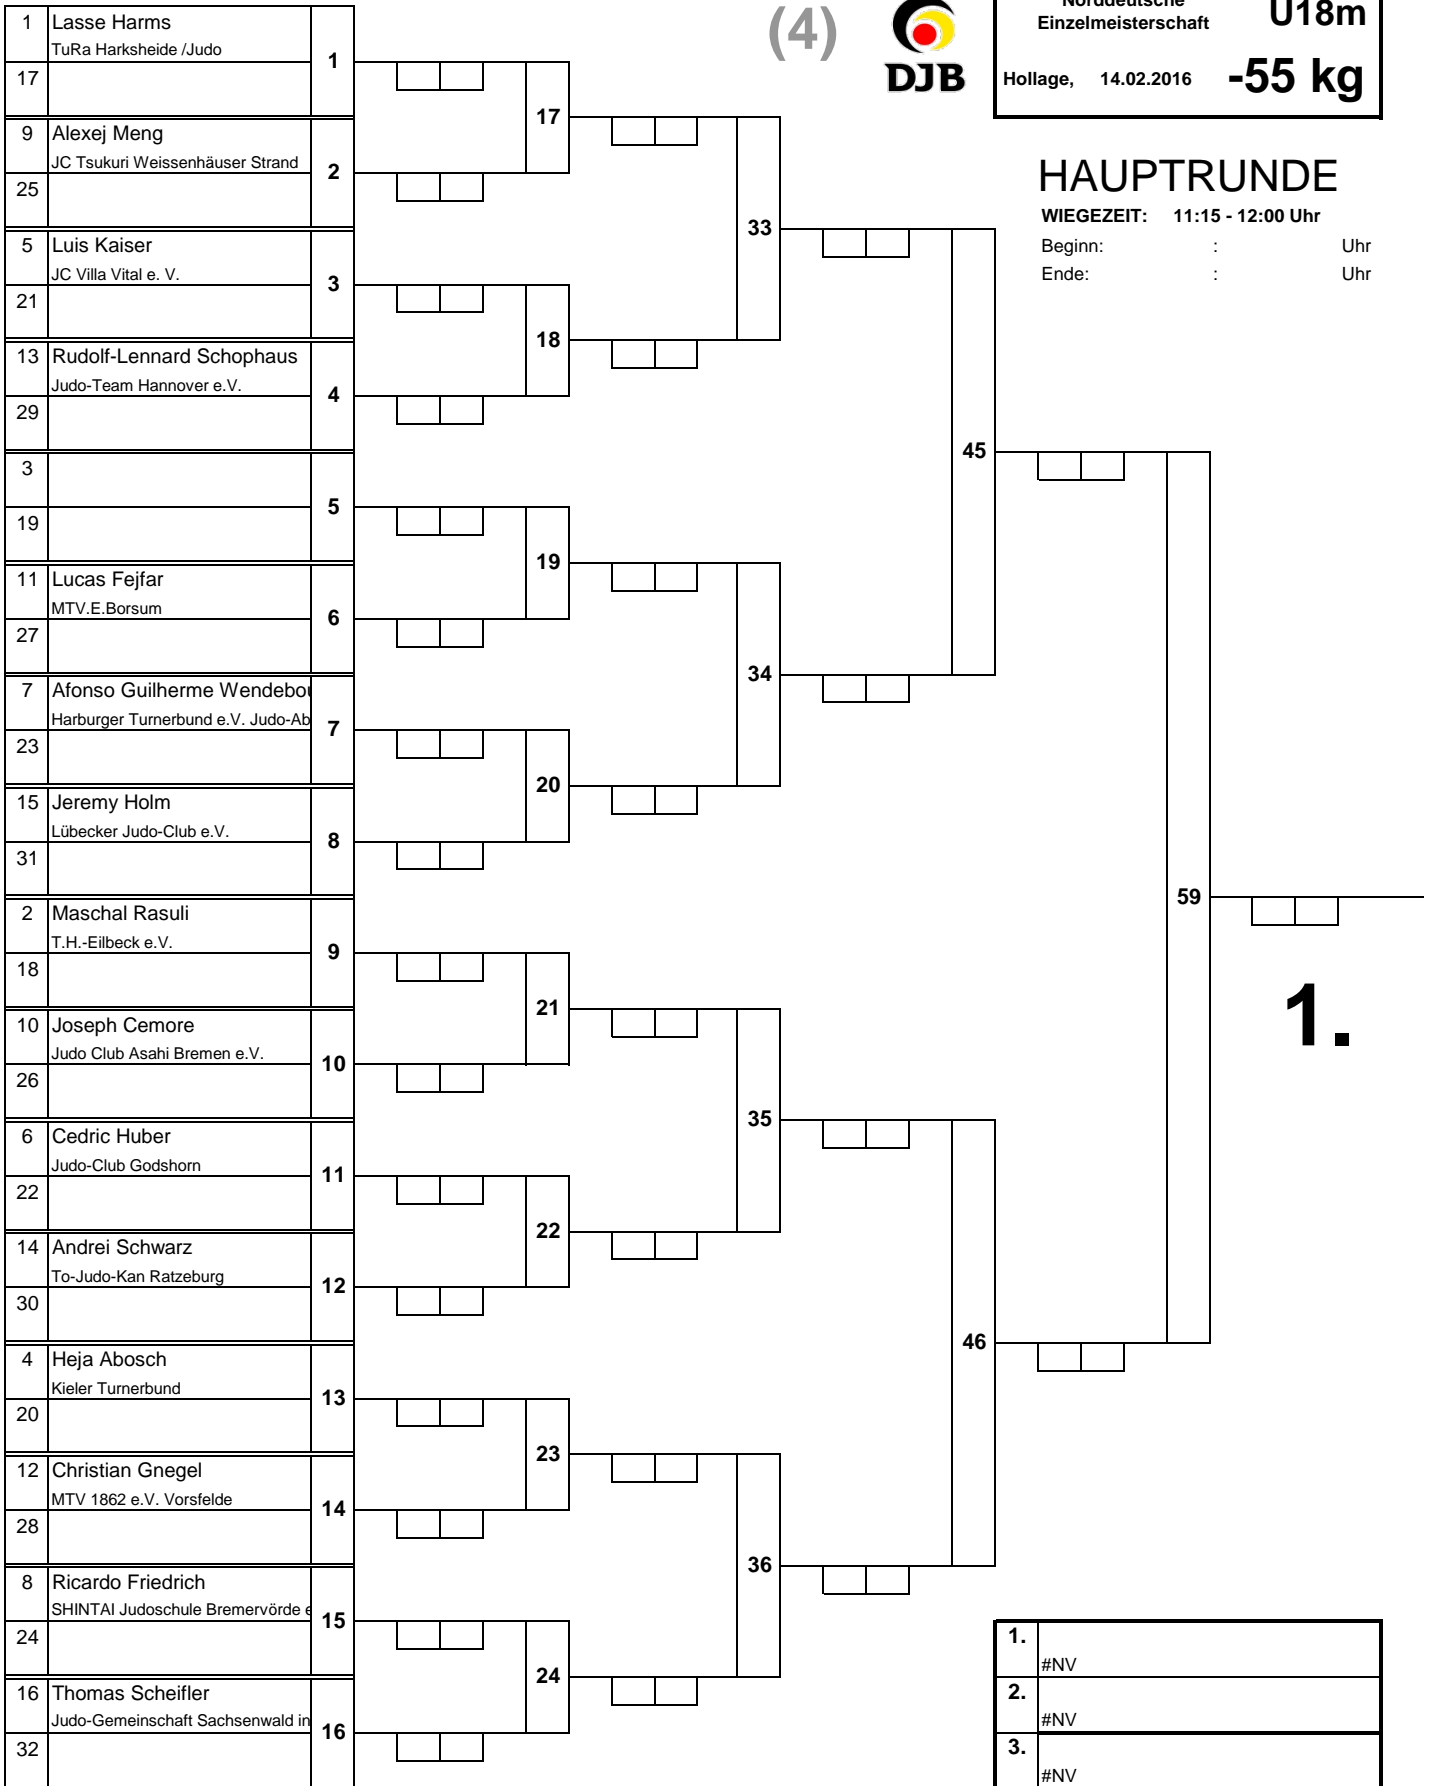 (4)
DJB
Norddeutsche
Einzelmeisterschaft
U18m
Hollage, 14.02.2016 -55 kg
HAUPTRUNDE
WIEGEZEIT: 11:15 - 12:00 Uhr
Beginn: : Uhr
Ende: : Uhr
1 Lasse Harms
TuRa Harksheide /Judo
1
17
17
9 Alexej Meng
JC Tsukuri Weissenhäuser Strand
2
25
33
5 Luis Kaiser
JC Villa Vital e. V.
3
21
18
13 Rudolf-Lennard Schophaus
Judo-Team Hannover e.V.
4
29
45
3
5
19
19
11 Lucas Fejfar
MTV.E.Borsum
6
27
34
7 Afonso Guilherme
Harburger Turnerbund e.V.
7
23
20
15 Jeremy Holm
Lübecker Judo-Club e.V.
8
31
59
2 Maschal Rasuli
T.H.-Eilbeck e.V.
9
18
21
1.
10 Joseph Cemore
Judo Club Asahi Bremen e.V.
10
26
35
6 Cedric Huber
Judo-Club Godshorn
11
22
22
14 Andrei Schwarz
To-Judo-Kan Ratzeburg
12
30
46
4 Heja Abosch
Kieler Turnerbund
13
20
23
12 Christian Gnegel
MTV 1862 e.V. Vorsfelde
14
28
36
8 Ricardo Friedrich
SHINTAI Judoschule Bremervörde e
15
24
24
16 Thomas Scheifler
Judo-Gemeinschaft Sachsenwald in
16
32
1.
#NV
2.
#NV
3.
#NV